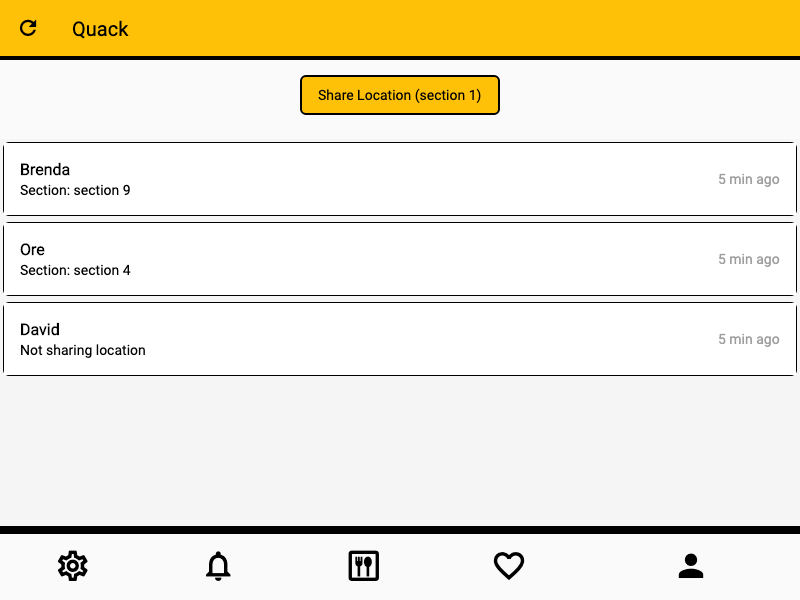 Quack
Share Location (section 1)
Brenda
Section: section 9
5 min ago
Ore
Section: section 4
5 min ago
David
Not sharing location
5 min ago